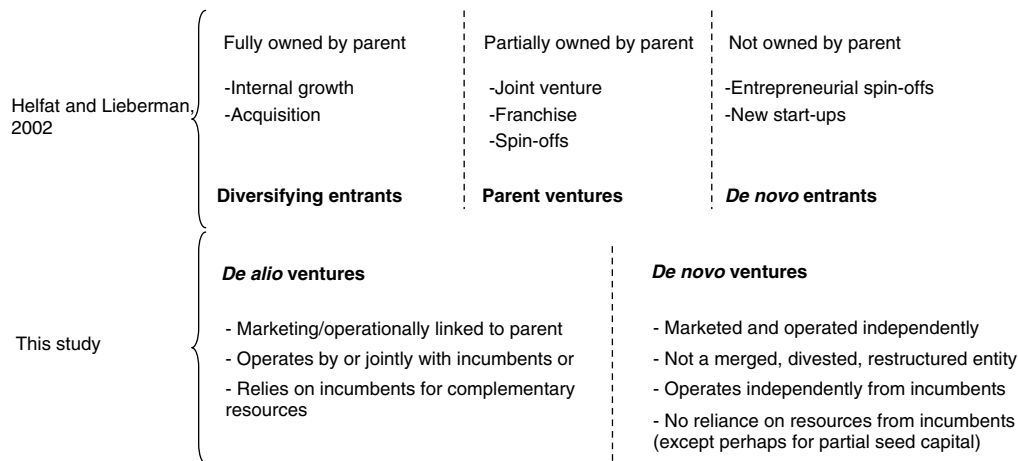 Helfat and Lieberman,
2002
Fully owned by parent
-Internal growth
-Acquisition
Diversifying entrants
Partially owned by parent
-Joint venture
-Franchise
-Spin-offs
Parent ventures
Not owned by parent
-Entrepreneurial spin-offs
-New start-ups
De novo entrants
This study
De alio ventures
- Marketing/operationally linked to parent
- Operates by or jointly with incumbents or
- Relies on incumbents for complementary
resources
De novo ventures
- Marketed and operated independently
- Not a merged, divested, restructured entity
- Operates independently from incumbents
- No reliance on resources from incumbents
(except perhaps for partial seed capital)